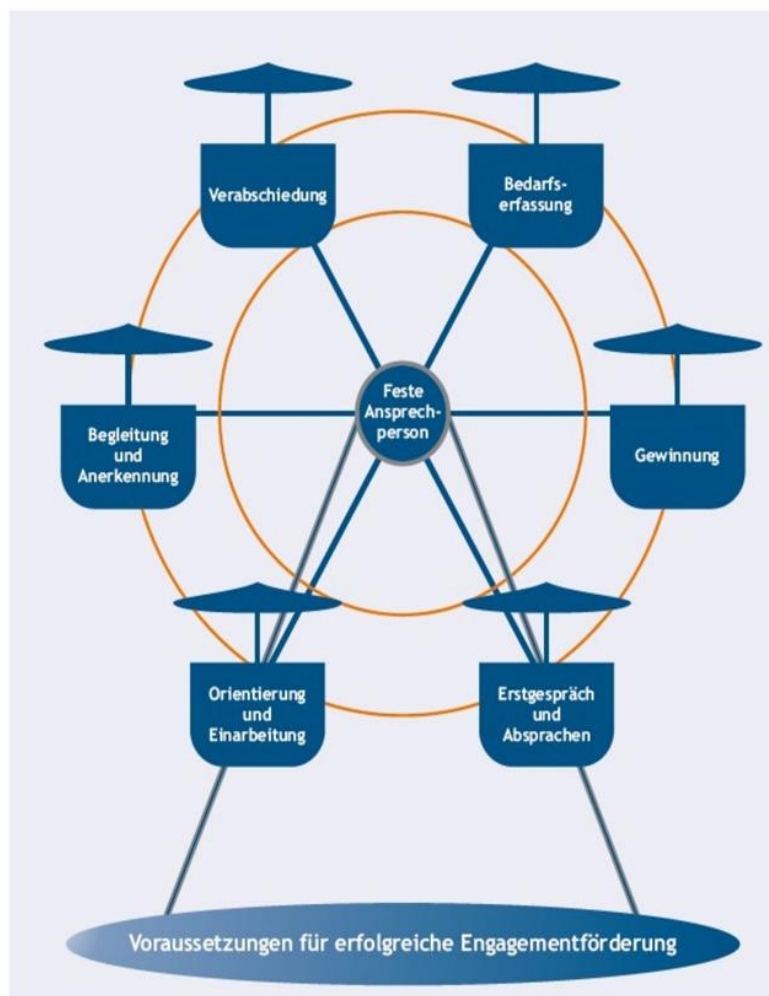 Verabschiedung
Bedarfs-
erfassung
Begleitung
und
Anerkennung
Feste
Ansprech-
person
Gewinnung
Orientierung
und
Einarbeitung
Erstgespräch
und
Absprachen
Voraussetzungen für erfolgreiche Engagementförderung